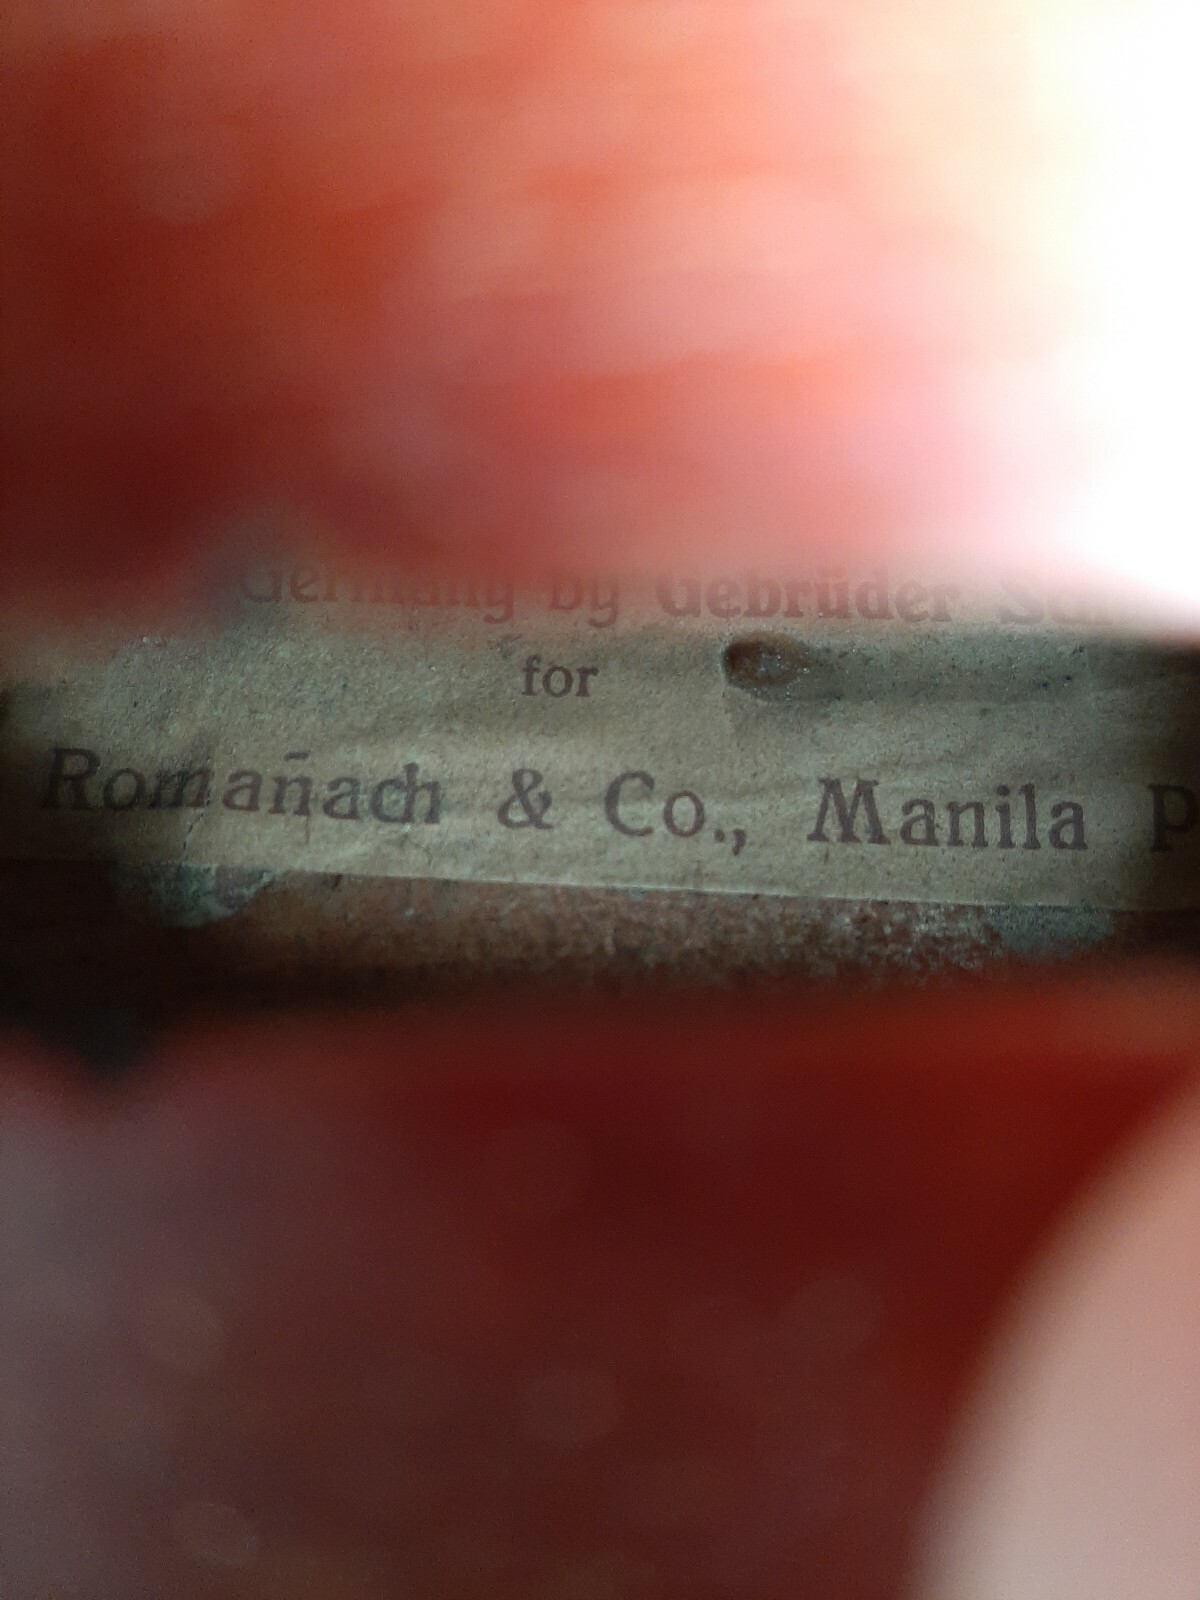 Germany by Gebrüder
for
Romañach & Co., Manila